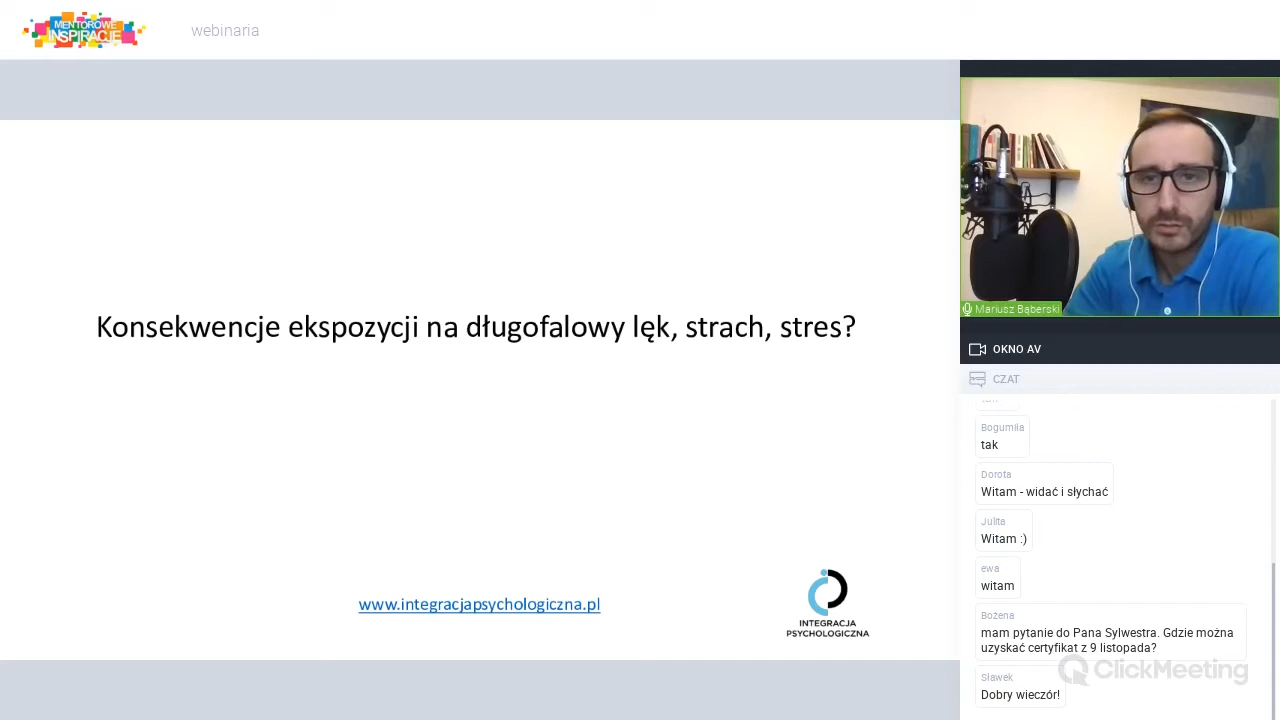 MENTOROWE
INSPIRACJE
webinaria
Konsekwencje ekspozycji na długofalowy lęk, strach, stres?
www.integracjapsychologiczna.pl
INTEGRACJA
PSYCHOLOGICZNA
Mariusz Bąberski
OKNO AV
CZAT
Bogumiła
tak
Dorota
Witam - widać i słychać
Julita
Witam :)
ewa
witam
Bożena
mam pytanie do Pana Sylwestra. Gdzie można
uzyskać certyfikat z 9 listopada?
Sławek
Dobry wieczór!
ClickMeeting